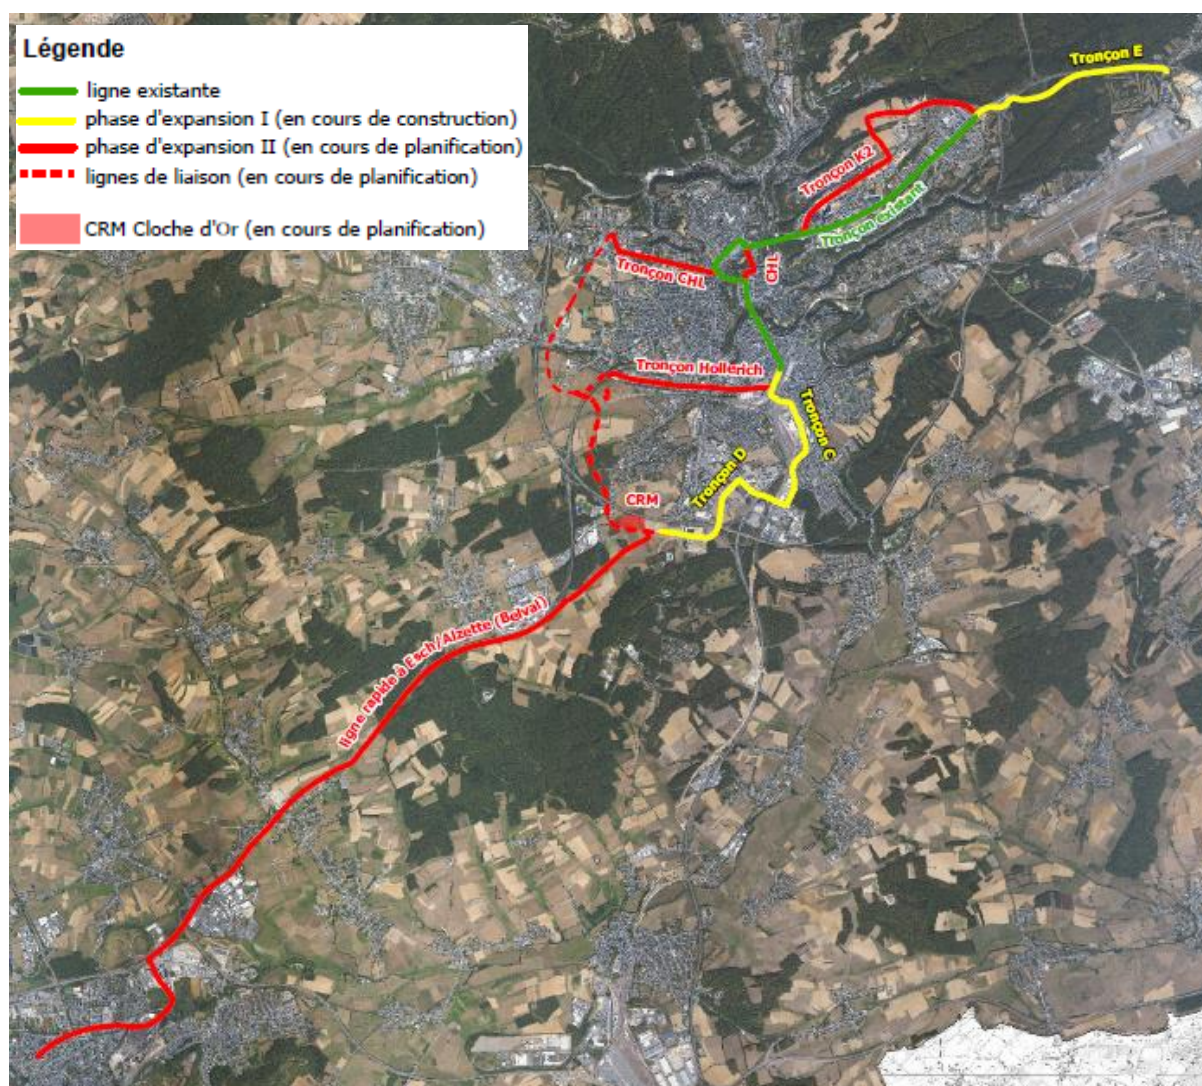 Légende
ligne existante
phase d'expansion I (en cours de construction)
phase d'expansion II (en cours de planification)
lignes de liaison (en cours de planification)
CRM Cloche d'Or (en cours de planification)
Tronçon E
Tronçon K2
Tronçon existant
Tronçon CHL
CHL
Tronçon Hollerich
Tronçon C
Tronçon D
CRM
ligne rapide à Esch/Alzette (Belval)